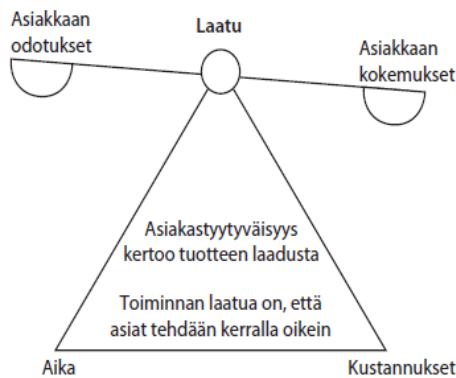 Asiakkaan
odotukset
Laatu
Asiakkaan
kokemukset
Asiakastyytyväisyys
kertoo tuotteen laadusta
Toiminnan laatua on, että
asiat tehdään kerralla oikein
Aika
Kustannukset